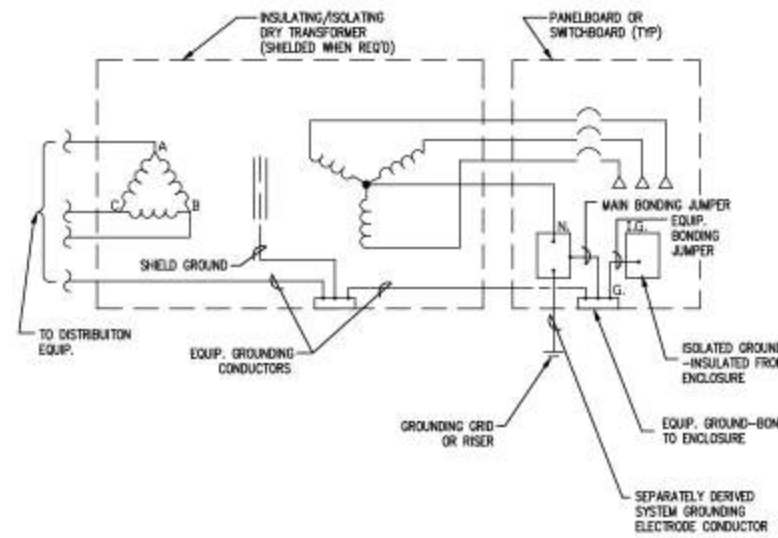 INSULATING/ISOLATING
DRY TRANSFORMER
(SHIELDED WHEN REQ'D)
PANELBOARD OR
SWITCHBOARD (TYP)
A
C
B
MAIN BONDING JUMPER
EQUIP.
BONDING
JUMPER
N.
I.G.
G.
SHIELD GROUND
TO DISTRIBUITON
EQUIP.
EQUIP. GROUNDING
CONDUCTORS
ISOLATED GROUN
-INSULATED FRO
ENCLOSURE
GROUNDING GRID
OR RISER
EQUIP. GROUND-BON
TO ENCLOSURE
SEPARATELY DERIVED
SYSTEM GROUNDING
ELECTRODE CONDUCTOR